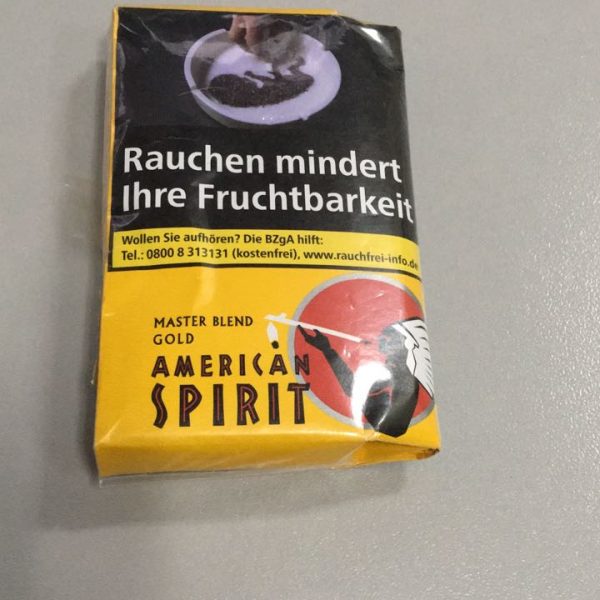 Rauchen mindert
Ihre Fruchtbarkeit
Wollen Sie aufhören? Die BZgA hilft:
Tel.: 0800 8 313131 (kostenfrei), www.rauchfrei-info.de
MASTER BLEND
GOLD
AMERICAN
SPIRIT